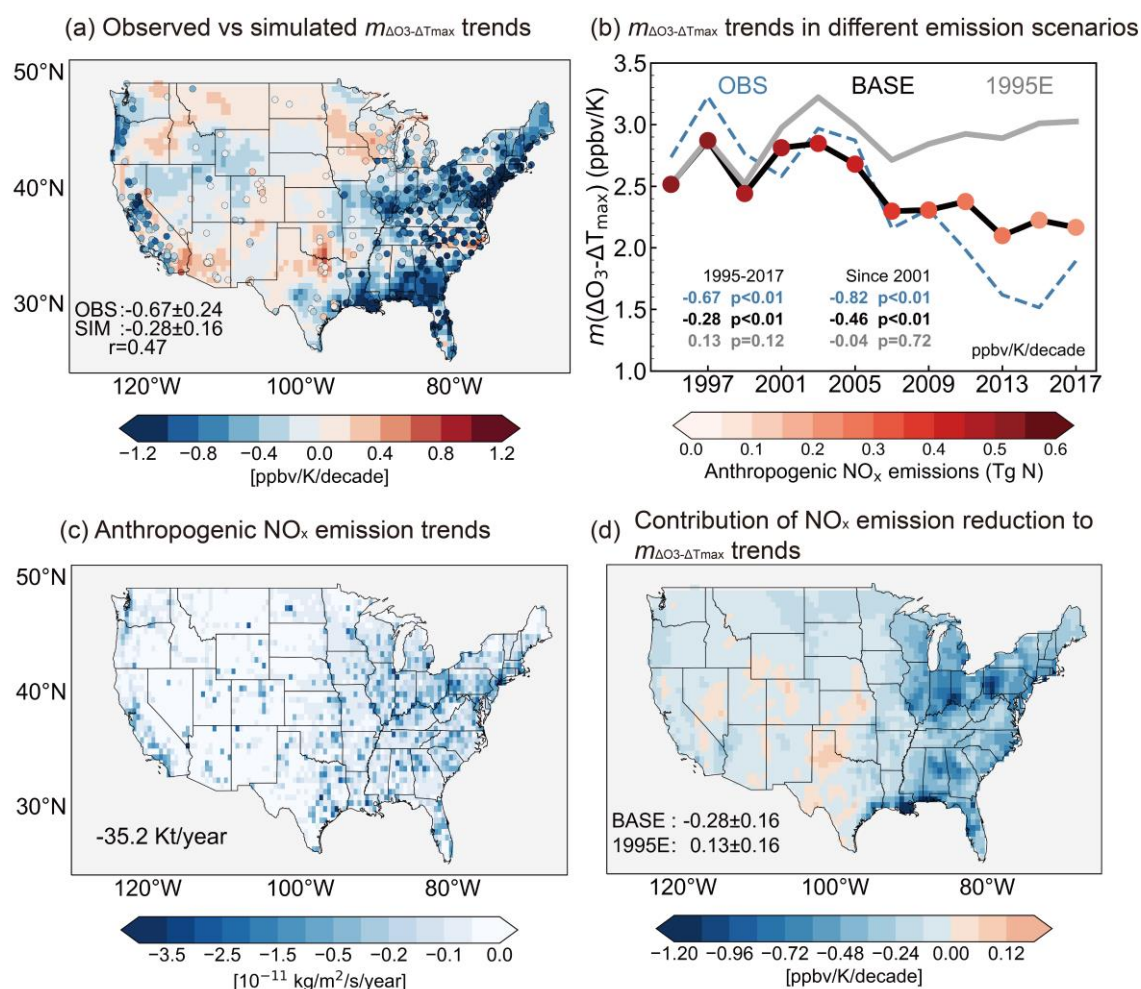 (a) Observed vs simulated mΔO3-ΔTmax trends
50°N
40°N
30°N
OBS:-0.67±0.24
SIM :-0.28±0.16
r=0.47
120°W 100°W 80°W
−1.2 −0.8 −0.4 0.0 0.4 0.8 1.2
[ppbv/K/decade]
(b) mΔO3-ΔTmax trends in different emission scenarios
m(ΔO₃-ΔTmax) (ppbv/K)
3.5
3.0
2.5
2.0
1.5
1.0
OBS BASE 1995E
1995-2017 Since 2001
-0.67 p<0.01 -0.82 p<0.01
-0.28 p<0.01 -0.46 p<0.01
0.13 p=0.12 -0.04 p=0.72
ppbv/K/decade
1997 2001 2005 2009 2013 2017
0.0 0.1 0.2 0.3 0.4 0.5 0.6
Anthropogenic NOₓ emissions (Tg N)
(c) Anthropogenic NOₓ emission trends
50°N
40°N
30°N
-35.2 Kt/year
120°W 100°W 80°W
−3.5 −2.5 −1.5 −0.5 −0.2 −0.1 0.0
[10⁻¹¹ kg/m²/s/year]
(d) Contribution of NOₓ emission reduction to
mΔO3-ΔTmax trends
BASE : -0.28±0.16
1995E: 0.13±0.16
120°W 100°W 80°W
−1.20 −0.96 −0.72 −0.48 −0.24 0.00 0.12
[ppbv/K/decade]